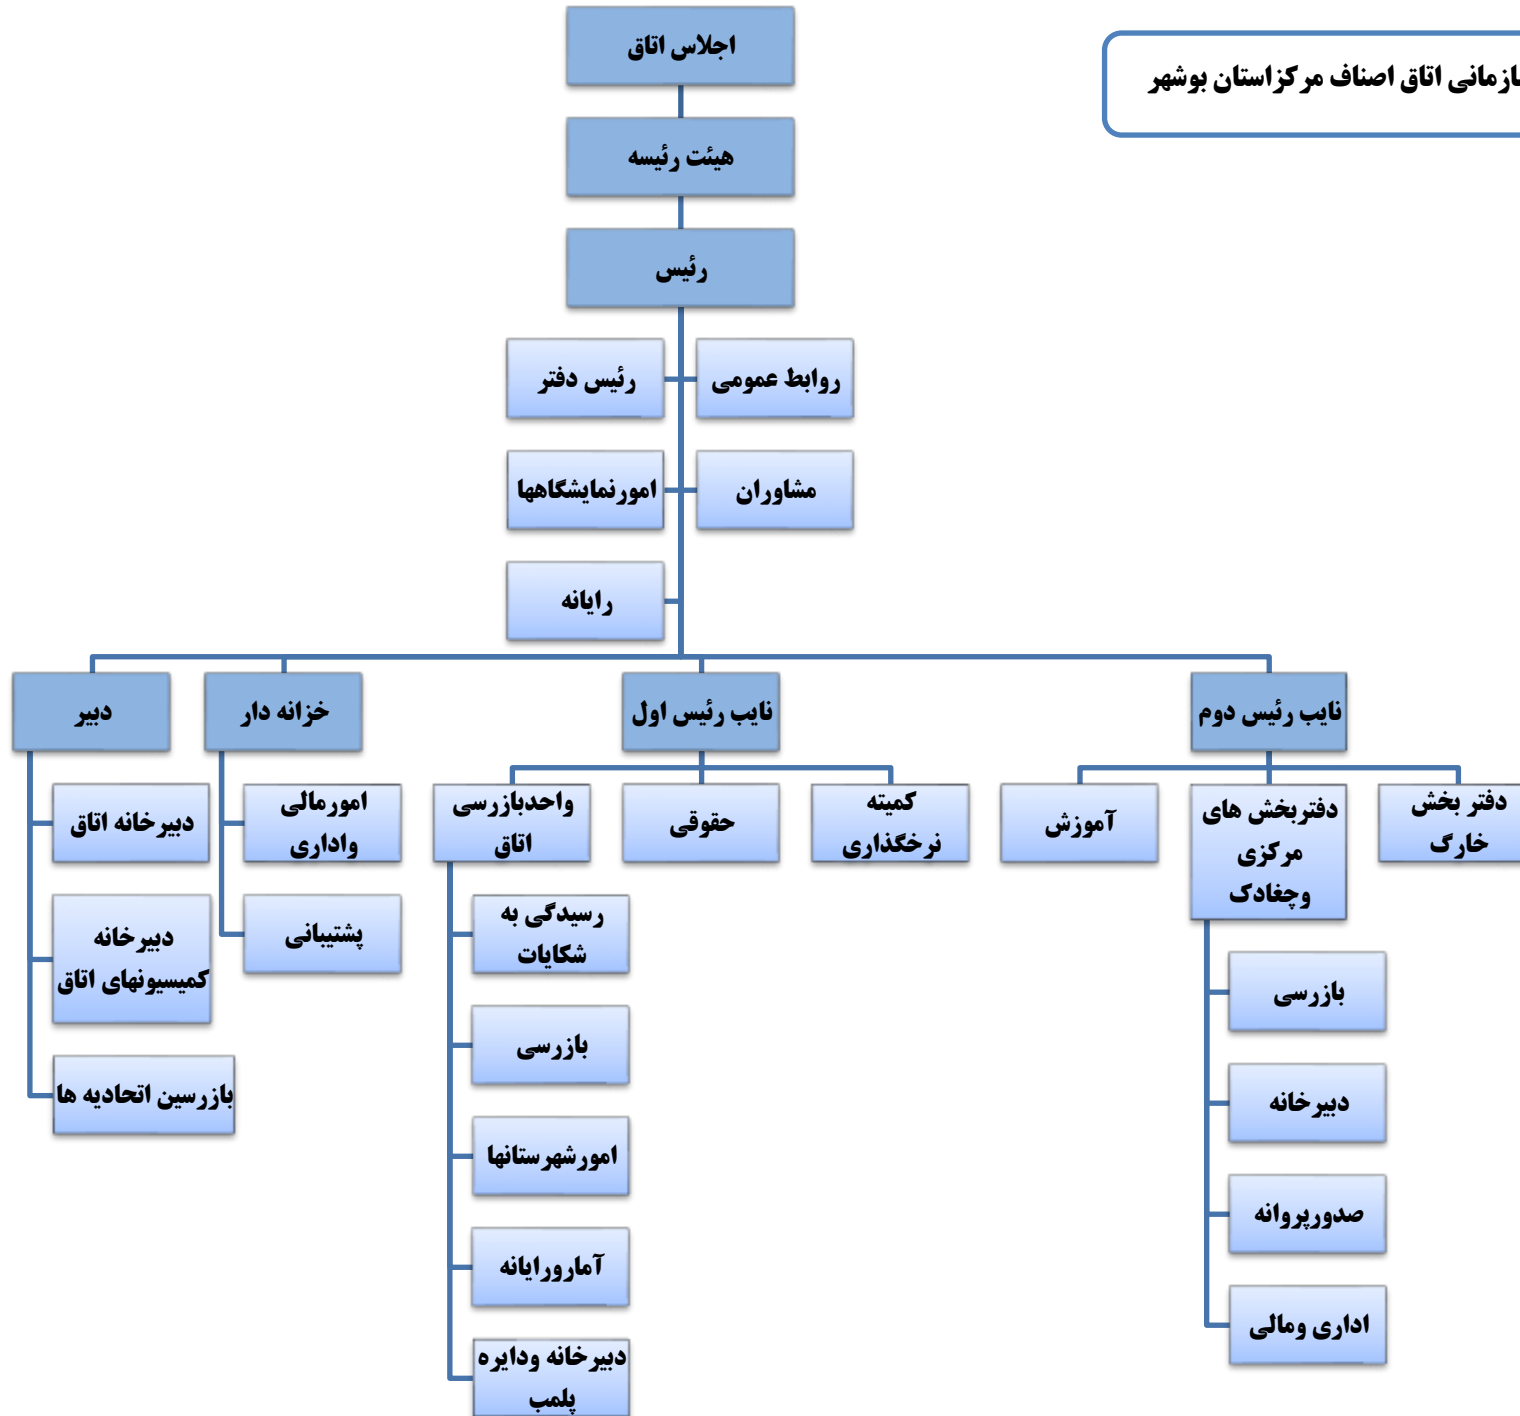 ازمانی اتاق اصناف مرکزاستان بوشهر
اجلاس اتاق
هیئت رئیسه
رئیس
روابط عمومی
رئیس دفتر
مشاوران
امورنمایشگاهها
رایانه
نایب رئیس دوم
نایب رئیس اول
خزانه دار
دبیر
دفتر بخش
خارگ
دفتربخش های
مرکزی
وچغادک
آموزش
بازرسی
دبیرخانه
صدورپروانه
اداری ومالی
کمیته
نرخگذاری
حقوقی
واحدبازرسی
اتاق
رسیدگی به
شکایات
بازرسی
امورشهرستانها
آمارورایانه
دبیرخانه ودایره
پلمب
امورمالی
واداری
پشتیبانی
دبیرخانه اتاق
دبیرخانه
کمیسیونهای اتاق
بازرسین اتحادیه ها